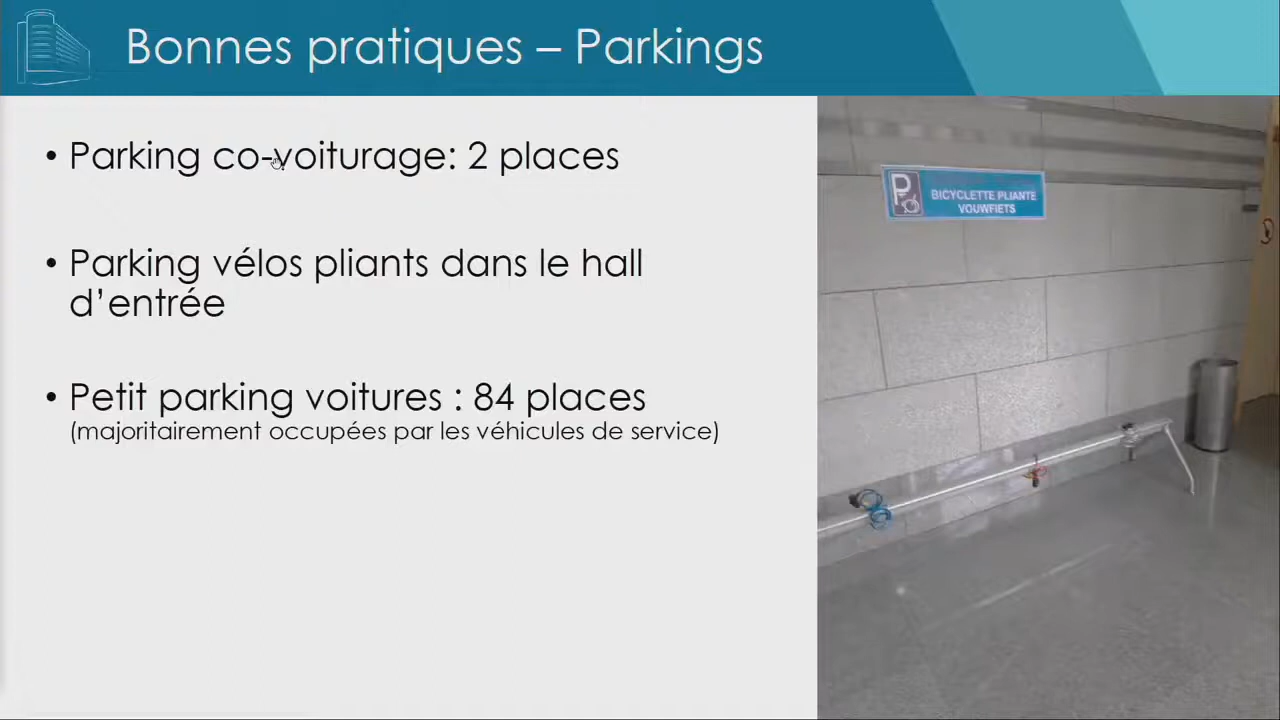 Bonnes pratiques – Parkings
• Parking co-voiturage: 2 places
• Parking vélos pliants dans le hall
d’entrée
• Petit parking voitures : 84 places
(majoritairement occupées par les véhicules de service)
P
BICYCLETTE PLIANTE
VOUWFIETS